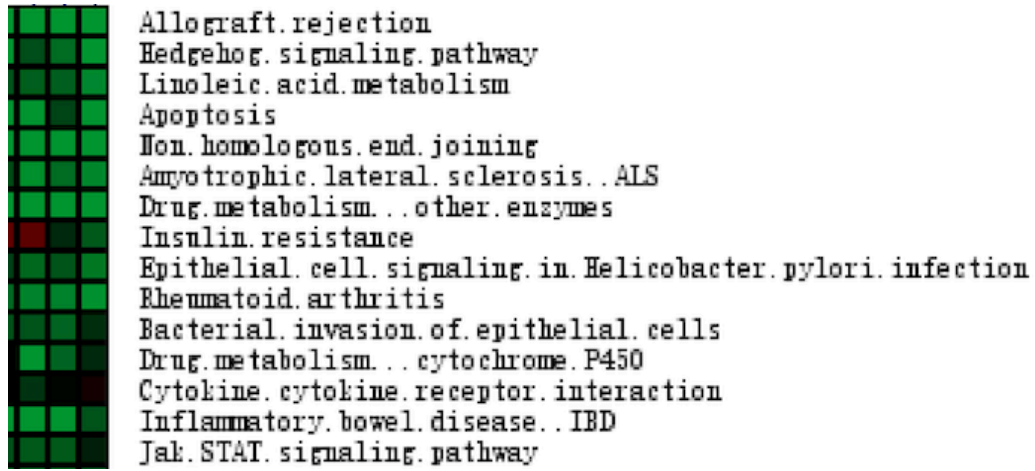 Allograft.rejection
Hedgehog.signaling.pathway
Linoleic.acid.metabolism
Apoptosis
Non.homologous.end.joining
Amyotrophic.lateral.sclerosis..ALS
Drug.metabolism...other.enzymes
Insulin.resistance
Epithelial.cell.signaling.in.Helicobacter.pylori.infection
Rheumatoid.arthritis
Bacterial.invasion.of.epithelial.cells
Drug.metabolism...cytochrome.P450
Cytokine.cytokine.receptor.interaction
Inflammatory.bowel.disease..IBD
Jak.STAT.signaling.pathway